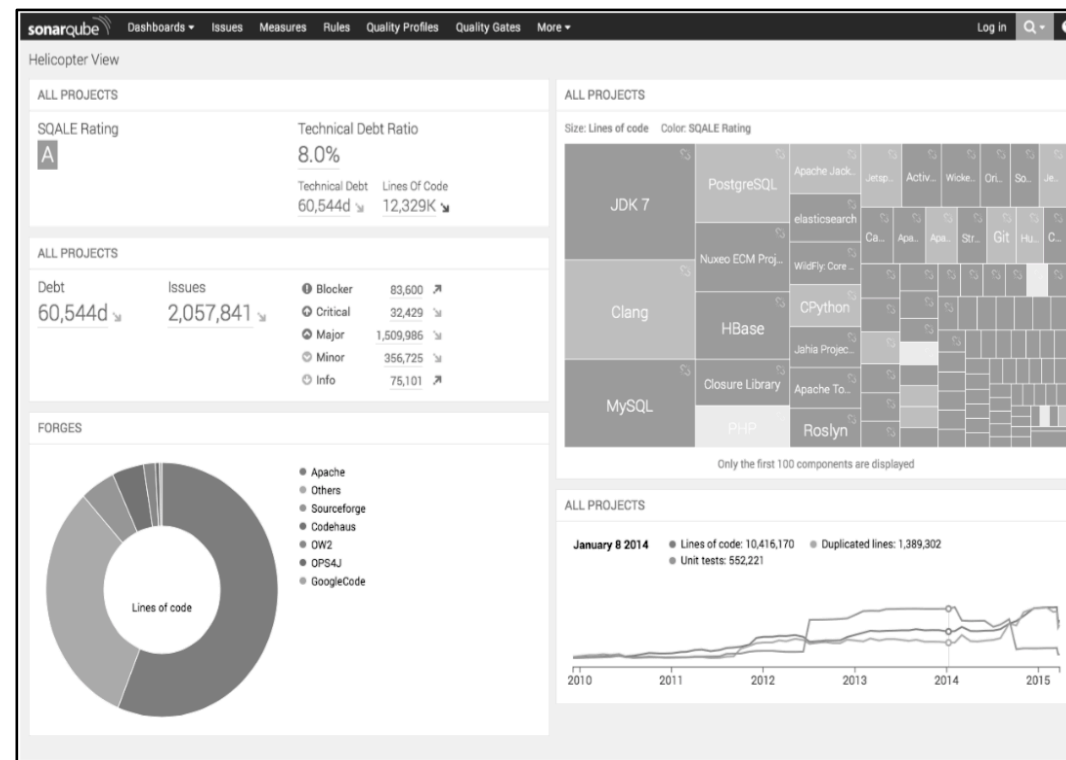 sonarqube Dashboards Issues Measures Rules Quality Profiles Quality Gates More Log in
Helicopter View
ALL PROJECTS
SQALE Rating
A
Technical Debt Ratio
8.0%
Technical Debt Lines Of Code
60,544d 12,329K
ALL PROJECTS
Debt
60,544d
Issues
2,057,841
Blocker 83,600
Critical 32,429
Major 1,509,986
Minor 356,725
Info 75,101
FORGES
Lines of code
Apache
Others
Sourceforge
Codehaus
OW2
OPS4J
GoogleCode
ALL PROJECTS
Size: Lines of code Color: SQALE Rating
JDK 7
Clang
MySQL
PostgreSQL
Nuxeo ECM Proj...
HBase
Closure Library
PHP
Apache Jack...
elasticsearch
WildFly: Core ...
CPython
Jahia Projec...
Apache To...
Roslyn
Jetsp... Activ... Wicke... Ori... So... Je...
Ca... Apa... Apa... Str... Git Hu... C...
Only the first 100 components are displayed
ALL PROJECTS
January 8 2014 Lines of code: 10,416,170 Duplicated lines: 1,389,302
Unit tests: 552,221
2010 2011 2012 2013 2014 2015